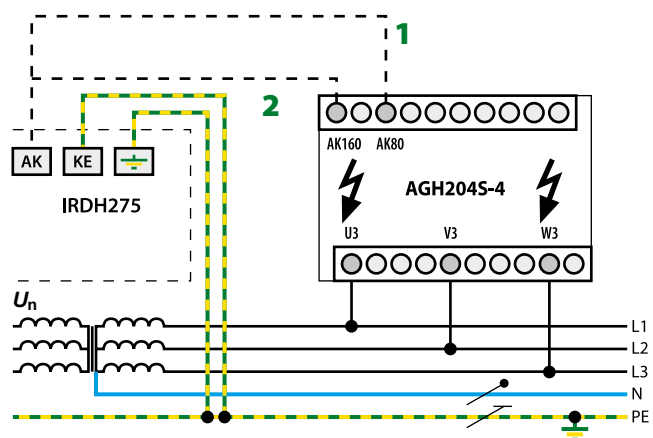 1
2
AK160 AK80
AK KE
IRDH275
AGH204S-4
U3 V3 W3
Un
L1
L2
L3
N
PE